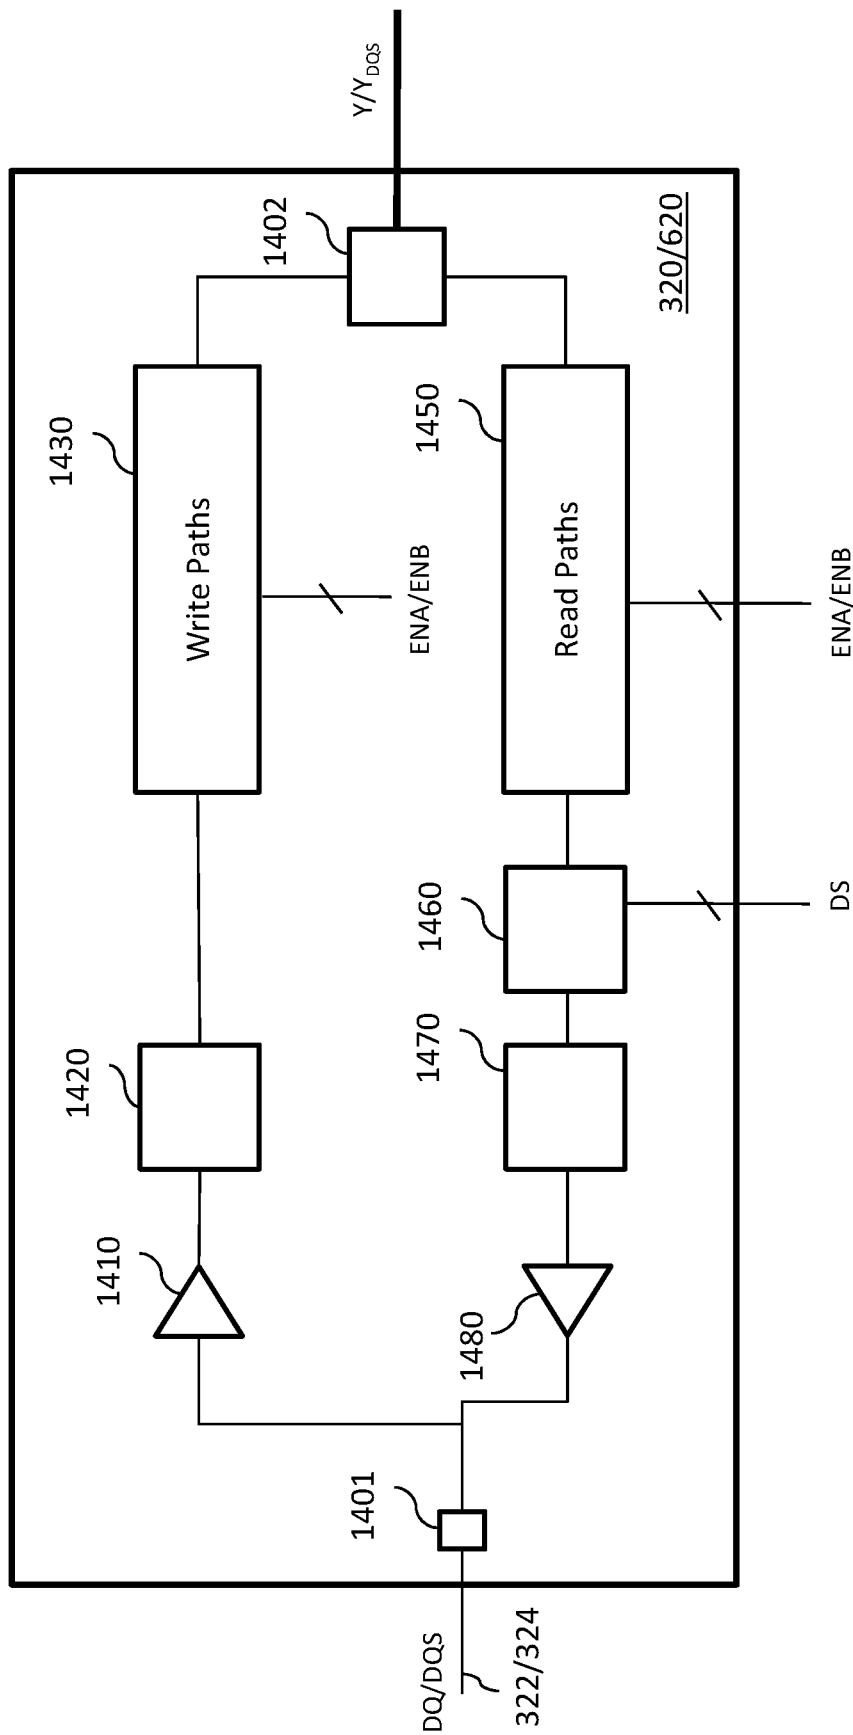 DQ/DQS
322/324
1401
1410
1420
1430
Write Paths
ENA/ENB
1402
Y/YDQS
1480
1470
1460
1450
Read Paths
320/620
DS
ENA/ENB